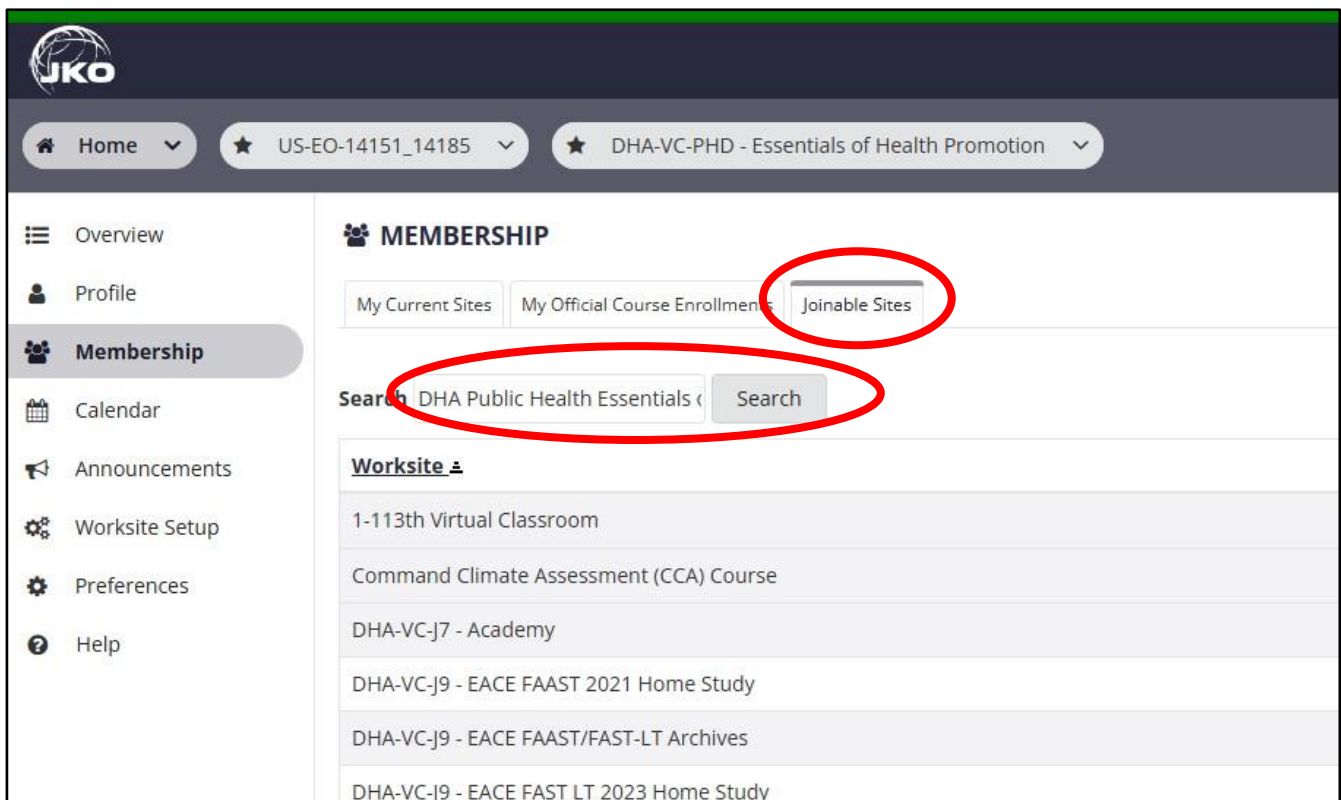 JKO
Home
US-EO-14151_14185
DHA-VC-PHD - Essentials of Health Promotion
Overview
Profile
Membership
Calendar
Announcements
Worksite Setup
Preferences
Help
MEMBERSHIP
My Current Sites
My Official Course Enrollments
Joinable Sites
Search DHA Public Health Essentials Search
Worksite
1-113th Virtual Classroom
Command Climate Assessment (CCA) Course
DHA-VC-J7 - Academy
DHA-VC-J9 - EACE FAAST 2021 Home Study
DHA-VC-J9 - EACE FAAST/FAST-LT Archives
DHA-VC-J9 - EACE FAST LT 2023 Home Study